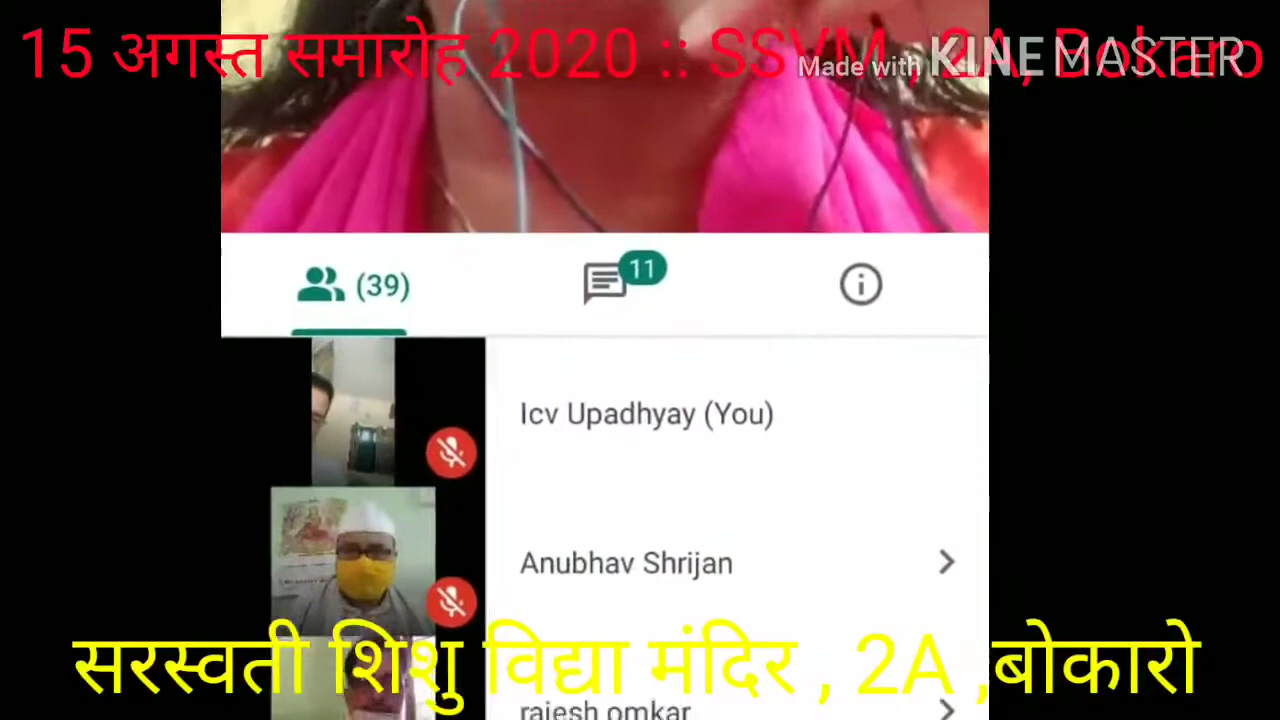 15 अगस्त समारोह 2020 :: SSVM , 2A, Bokaro
Made with KINEMASTER
(39)
11
Icv Upadhyay (You)
Anubhav Shrijan
सरस्वती शिशु विद्या मंदिर , 2A ,बोकारो
rajesh omkar